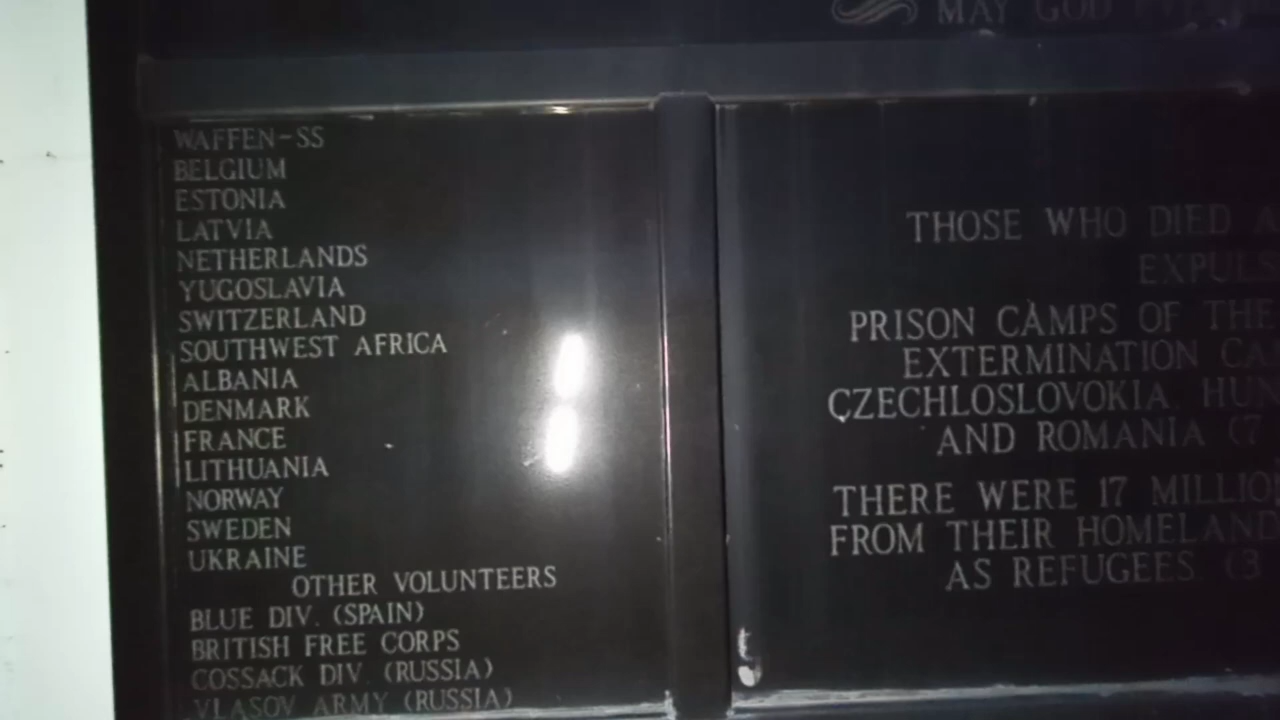 MAY GOD
WAFFEN-SS
BELGIUM
ESTONIA
LATVIA
NETHERLANDS
YUGOSLAVIA
SWITZERLAND
SOUTHWEST AFRICA
ALBANIA
DENMARK
FRANCE
LITHUANIA
NORWAY
SWEDEN
UKRAINE
OTHER VOLUNTEERS
BLUE DIV. (SPAIN)
BRITISH FREE CORPS
COSSACK DIV. (RUSSIA)
VLASOV ARMY (RUSSIA)
THOSE WHO DIED
PRISON CAMPS OF THE
EXTERMINATION
CZECHLOSLOVOKIA,
AND ROMANIA (7
THERE WERE 17
FROM THEIR
AS REFUGEES. (3